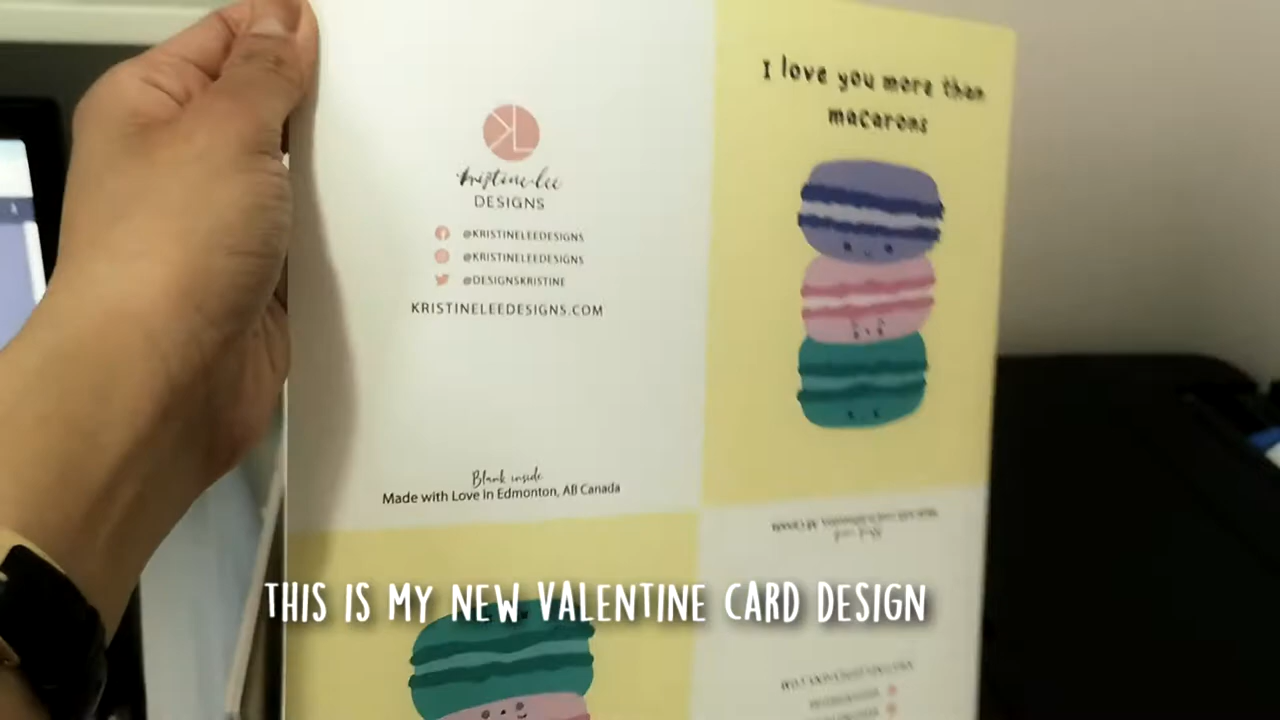 I love you more than
macarons
KL
kristine lee
DESIGNS
@KRISTINELEEDESIGNS
@KRISTINELEEDESIGNS
@DESIGNSKRISTINE
KRISTINELEEDESIGNS.COM
Blank inside
Made with Love in Edmonton, AB Canada
THIS IS MY NEW VALENTINE CARD DESIGN